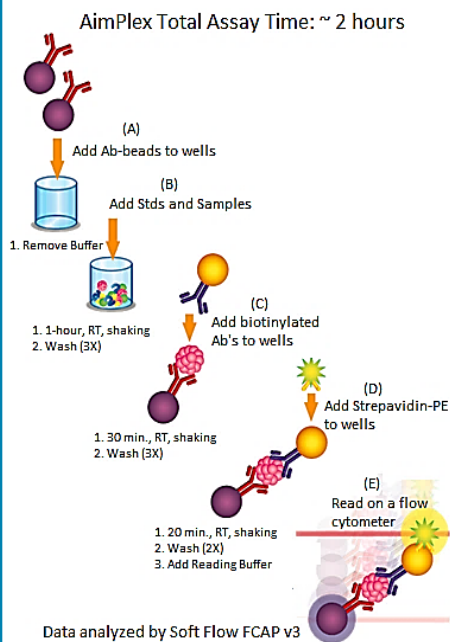 AimPlex Total Assay Time: ~ 2 hours
(A)
Add Ab-beads to wells
(B)
Add Stds and Samples
1. Remove Buffer
(C)
Add biotinylated
Ab's to wells
1. 1-hour, RT, shaking
2. Wash (3X)
(D)
Add Strepavidin-PE
to wells
1. 30 min., RT, shaking
2. Wash (3X)
(E)
Read on a flow
cytometer
1. 20 min., RT, shaking
2. Wash (2X)
3. Add Reading Buffer
Data analyzed by Soft Flow FCAP v3